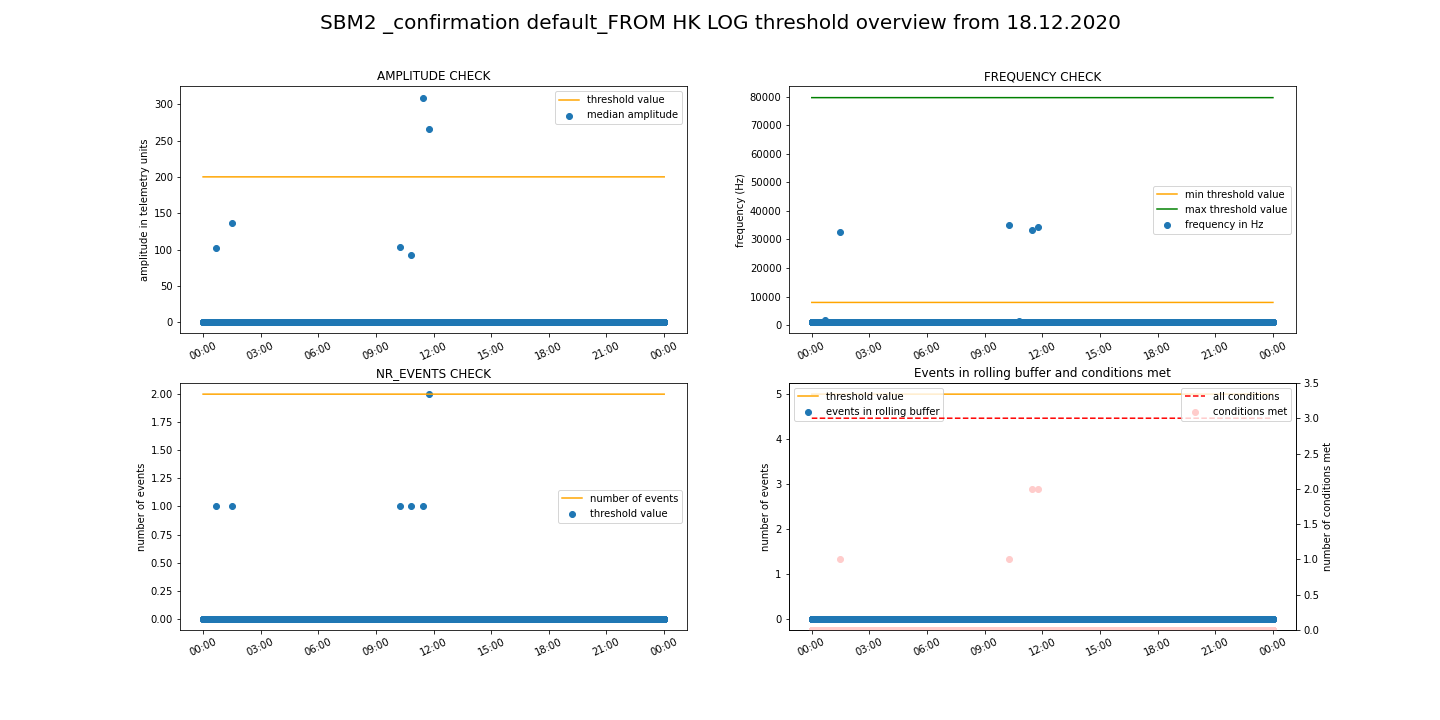 SBM2 _confirmation default_FROM HK LOG threshold overview from 18.12.2020
AMPLITUDE CHECK
amplitude in telemetry units
300
250
200
150
100
50
0
threshold value
median amplitude
00:00 03:00 06:00 09:00 12:00 15:00 18:00 21:00 00:00
FREQUENCY CHECK
frequency (Hz)
80000
70000
60000
50000
40000
30000
20000
10000
0
min threshold value
max threshold value
frequency in Hz
00:00 03:00 06:00 09:00 12:00 15:00 18:00 21:00 00:00
NR_EVENTS CHECK
number of events
2.00
1.75
1.50
1.25
1.00
0.75
0.50
0.25
0.00
number of events
threshold value
00:00 03:00 06:00 09:00 12:00 15:00 18:00 21:00 00:00
Events in rolling buffer and conditions met
number of events
5
4
3
2
1
0
threshold value
events in rolling buffer
all conditions
conditions met
3.5
3.0
2.5
2.0
1.5
1.0
0.5
0.0
number of conditions met
00:00 03:00 06:00 09:00 12:00 15:00 18:00 21:00 00:00